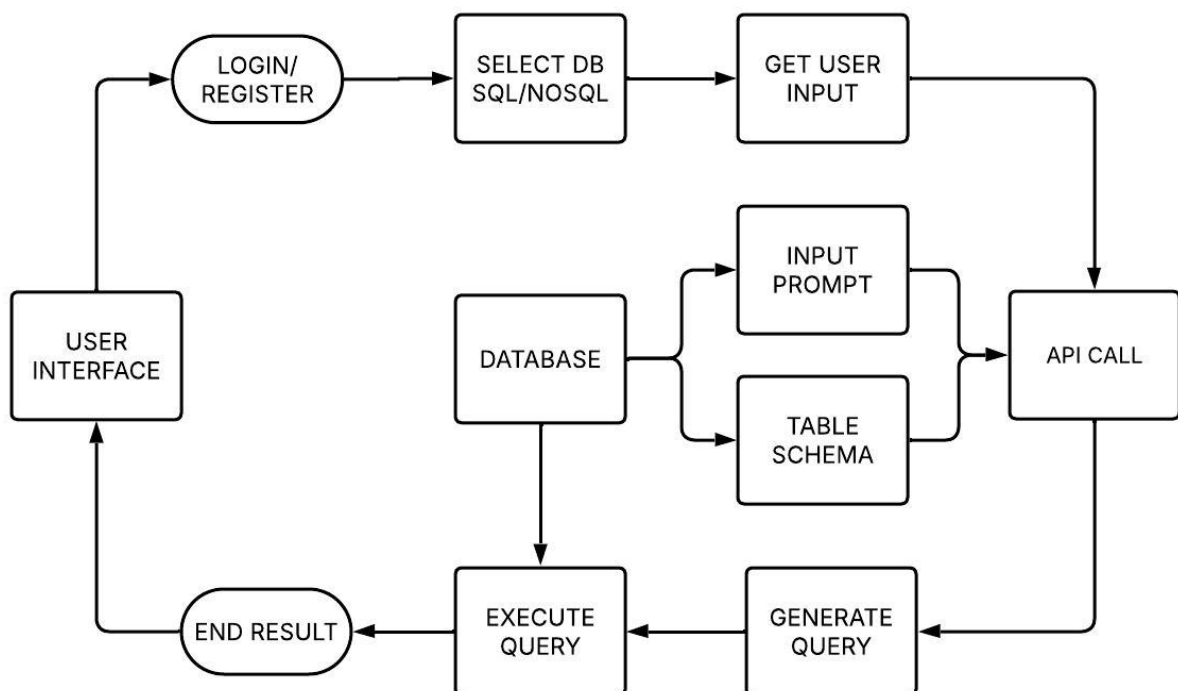 LOGIN/
REGISTER
SELECT DB
SQL/NOSQL
GET USER
INPUT
INPUT
PROMPT
USER
INTERFACE
DATABASE
API CALL
TABLE
SCHEMA
END RESULT
EXECUTE
QUERY
GENERATE
QUERY